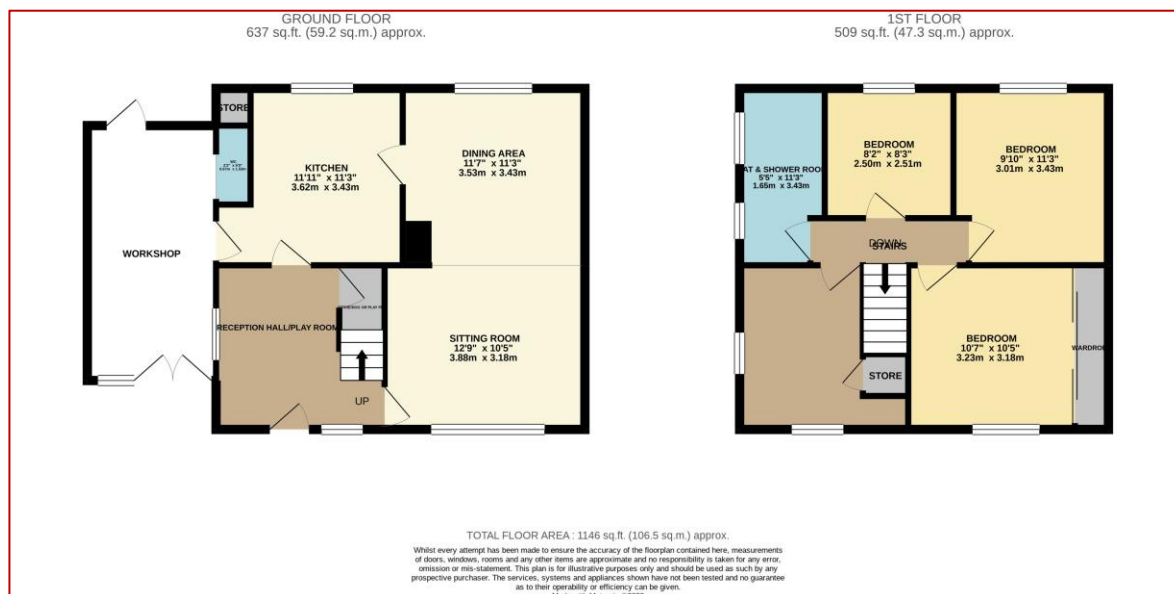 GROUND FLOOR
637 sq.ft. (59.2 sq.m.) approx.
1ST FLOOR
509 sq.ft. (47.3 sq.m.) approx.
STORE
WC
KITCHEN
11'11" x 11'3"
3.62m x 3.43m
DINING AREA
11'7" x 11'3"
3.53m x 3.43m
WORKSHOP
RECEPTION HALL/PLAY ROOM
SITTING ROOM
12'9" x 10'5"
3.88m x 3.18m
UP
AT & SHOWER ROOM
5'5" x 11'3"
1.65m x 3.43m
BEDROOM
8'2" x 8'3"
2.50m x 2.51m
BEDROOM
9'10" x 11'3"
3.01m x 3.43m
DOWN
STAIRS
BEDROOM
10'7" x 10'5"
3.23m x 3.18m
WARDROB
STORE
TOTAL FLOOR AREA : 1146 sq.ft. (106.5 sq.m.) approx.
Whilst every attempt has been made to ensure the accuracy of the floorplan contained here, measurements
of doors, windows, rooms and any other items are approximate and no responsibility is taken for any error,
omission or mis-statement. This plan is for illustrative purposes only and should be used as such by any
prospective purchaser. The services, systems and appliances shown have not been tested and no guarantee
as to their operability or efficiency can be given.